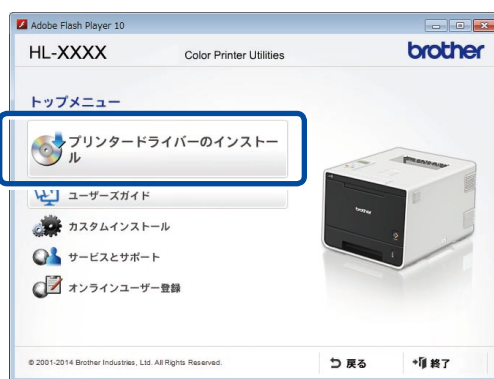 Adobe Flash Player 10
HL-XXXX
Color Printer Utilities
brother
トップメニュー
プリンタードライバーのインストー
ル
ユーザーズガイド
カスタムインストール
サービスとサポート
オンラインユーザー登録
brother
© 2001-2014 Brother Industries, Ltd. All Rights Reserved.
戻る
終了